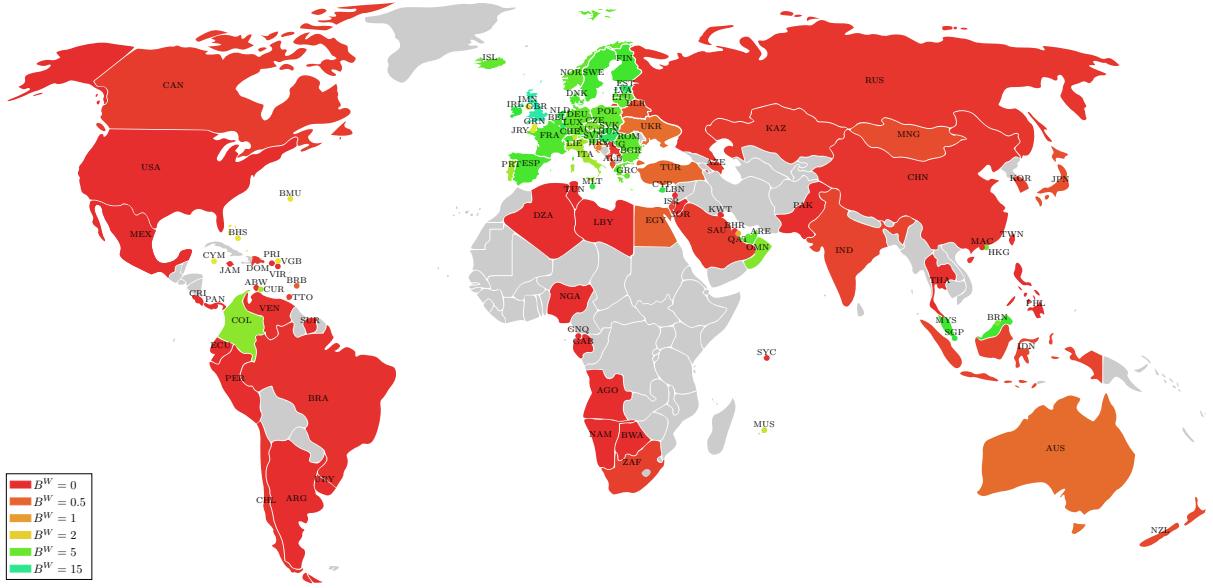 ISL
FIN
NOR SWE
CAN
RUS
EST
LVA
LTU
DNK
IMN
IRL
GBR
BLR
NLD
POL
DEU
BEL
GRN
LUX
CZE
SVK
UKR
KAZ
MNG
JRY
FRA
CHE
HUN
SVN
ROM
HRV
LIE
BGR
ITA
ALB
USA
PRT
ESP
GRC
TUR
AZE
CHN
KOR
JPN
MLT
CYP
TUN
LBN
ISR
JOR
BMU
PAK
DZA
LBY
EGY
KWT
BHR
SAU
QAT
ARE
OMN
MEX
BHS
IND
MAC
TWN
HKG
CYM
PRI
VGB
JAM
DOM
VIR
THA
ABW
CUR
BRB
CRI
PAN
TTO
NGA
PHL
VEN
COL
SUR
MYS
BRN
SGP
GNQ
GAB
ECU
IDN
SYC
PER
BRA
AGO
MUS
NAM
BWA
AUS
ZAF
URY
CHL
ARG
NZL
B^W = 0
B^W = 0.5
B^W = 1
B^W = 2
B^W = 5
B^W = 15